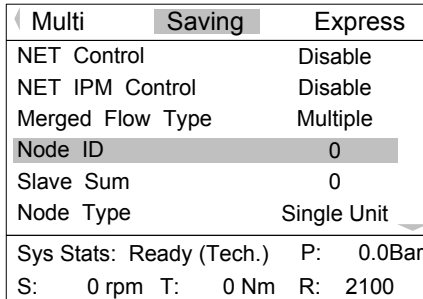 Multi Saving Express
NET Control Disable
NET IPM Control Disable
Merged Flow Type Multiple
Node ID 0
Slave Sum 0
Node Type Single Unit
Sys Stats: Ready (Tech.) P: 0.0Bar
S: 0 rpm T: 0 Nm R: 2100